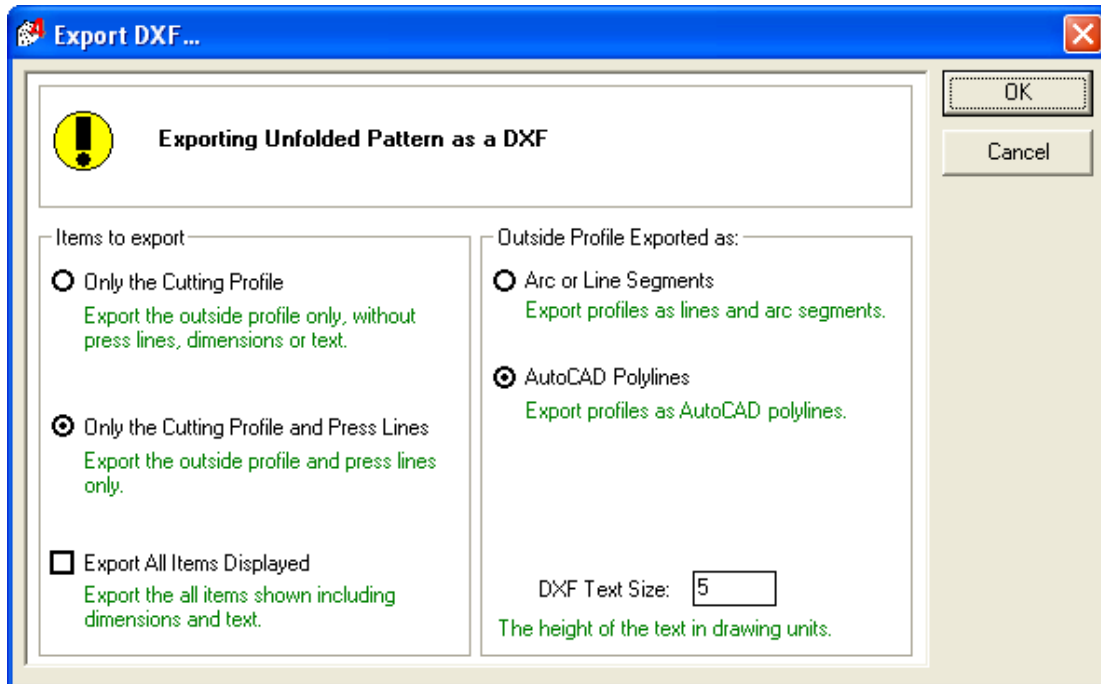 Export DXF...
OK
Cancel
Exporting Unfolded Pattern as a DXF
Items to export
Only the Cutting Profile
Export the outside profile only, without
press lines, dimensions or text.
Only the Cutting Profile and Press Lines
Export the outside profile and press lines
only.
Export All Items Displayed
Export the all items shown including
dimensions and text.
Outside Profile Exported as:
Arc or Line Segments
Export profiles as lines and arc segments.
AutoCAD Polylines
Export profiles as AutoCAD polylines.
DXF Text Size: 5
The height of the text in drawing units.